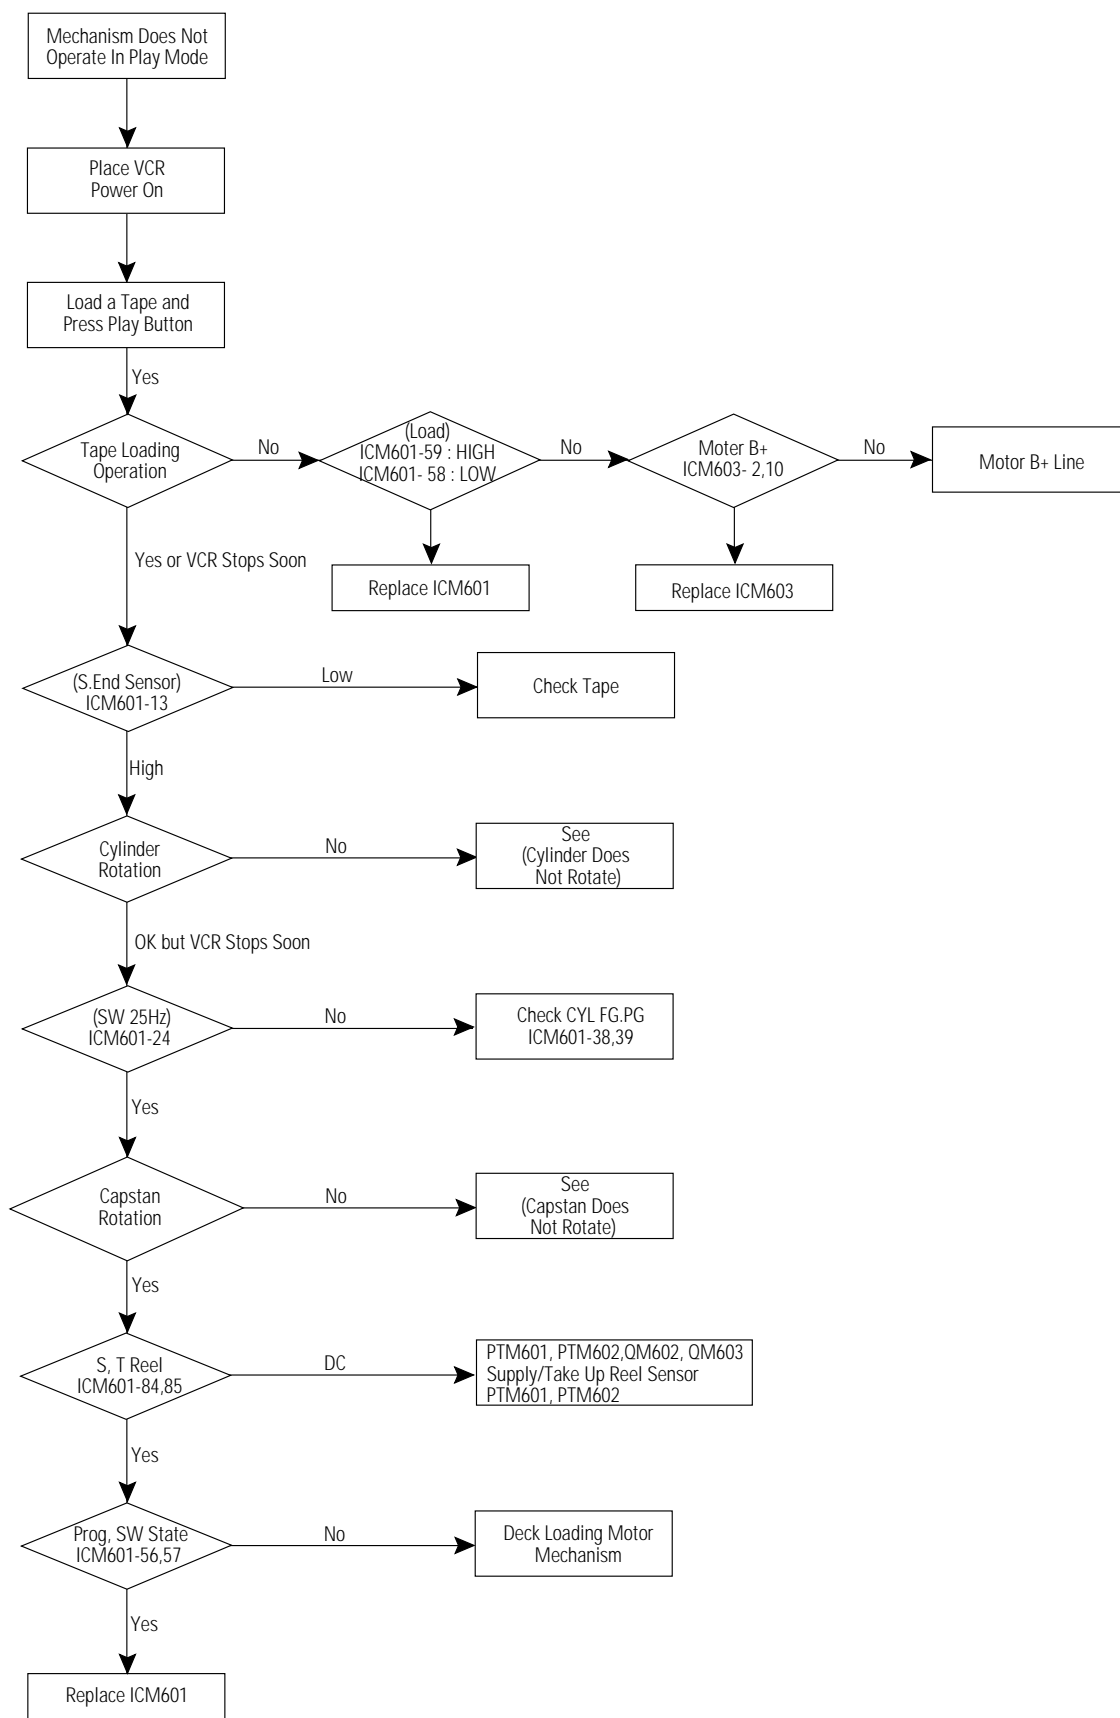 Mechanism Does Not
Operate In Play Mode
Place VCR
Power On
Load a Tape and
Press Play Button
Yes
Tape Loading
Operation
No
(Load)
ICM601-59 : HIGH
ICM601- 58 : LOW
No
Moter B+
ICM603- 2,10
No
Motor B+ Line
Yes or VCR Stops Soon
Replace ICM601
Replace ICM603
(S.End Sensor)
ICM601-13
Low
Check Tape
High
Cylinder
Rotation
No
See
(Cylinder Does
Not Rotate)
OK but VCR Stops Soon
(SW 25Hz)
ICM601-24
No
Check CYL FG.PG
ICM601-38,39
Yes
Capstan
Rotation
No
See
(Capstan Does
Not Rotate)
Yes
S, T Reel
ICM601-84,85
DC
PTM601, PTM602,QM602, QM603
Supply/Take Up Reel Sensor
PTM601, PTM602
Yes
Prog, SW State
ICM601-56,57
No
Deck Loading Motor
Mechanism
Yes
Replace ICM601